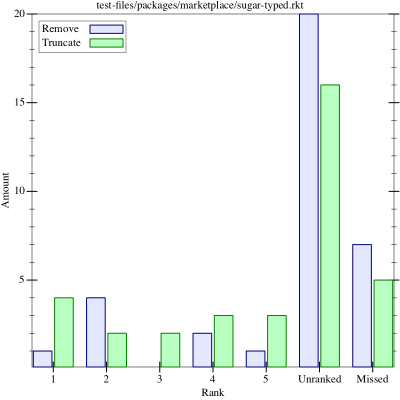 test-files/packages/marketplace/sugar-typed.rkt
Remove
Truncate
20
15
10
5
Amount
1 2 3 4 5 Unranked Missed
Rank